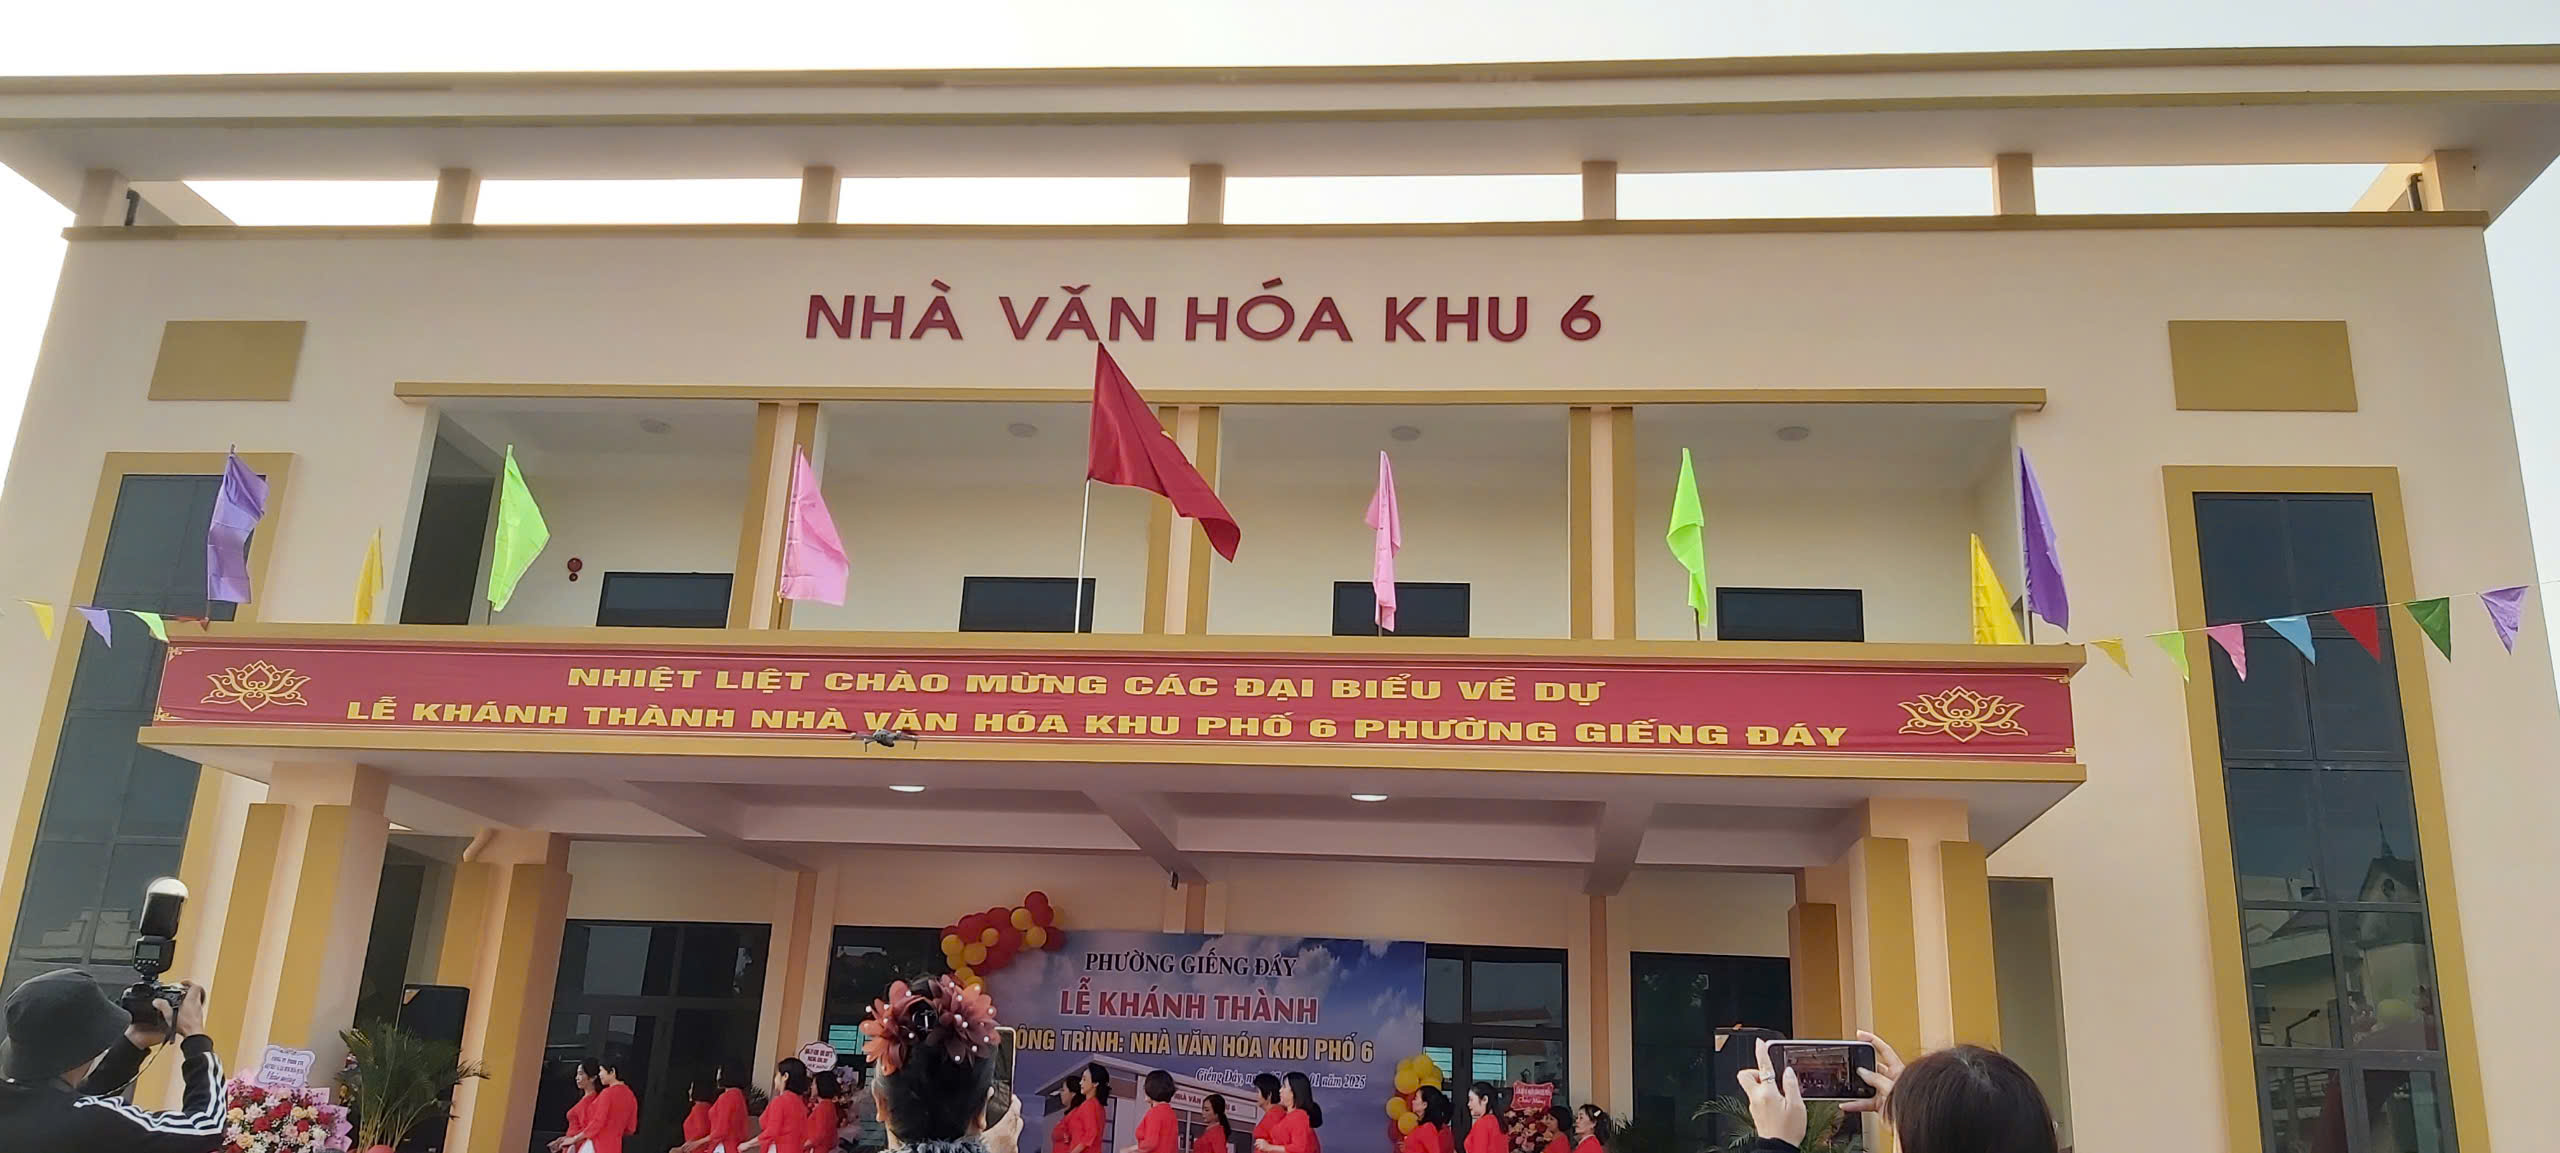 NHÀ VĂN HÓA KHU 6
NHIỆT LIỆT CHÀO MỪNG CÁC ĐẠI BIỂU VỀ DỰ
LỄ KHÁNH THÀNH NHÀ VĂN HÓA KHU PHỐ 6 PHƯỜNG GIẾNG ĐÁY
PHƯỜNG GIẾNG ĐÁY
LỄ KHÁNH THÀNH
ÔNG TRÌNH: NHÀ VĂN HÓA KHU PHỐ 6
Giếng Đáy, 01 năm 2025
NHÀ VĂN